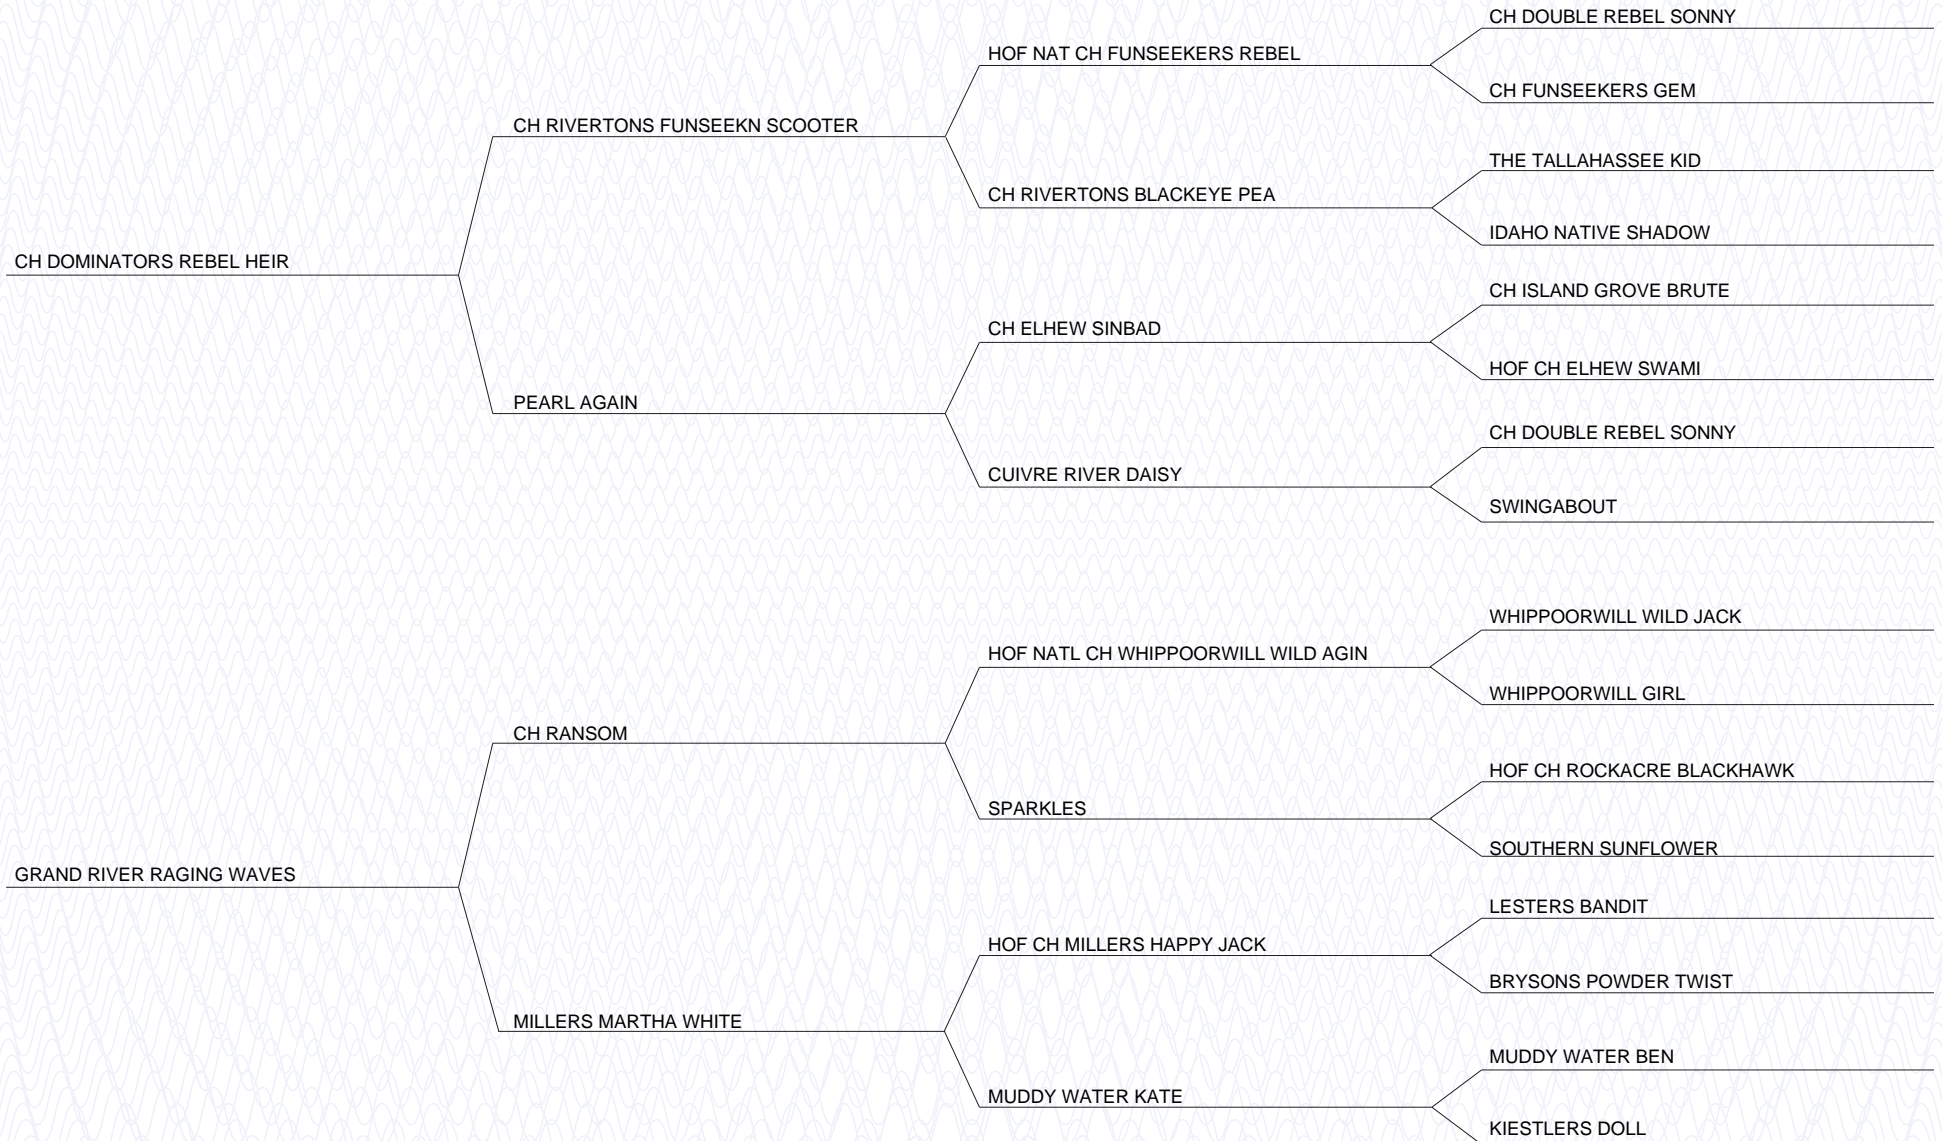 CH DOUBLE REBEL SONNY
HOF NAT CH FUNSEEKERS REBEL
CH FUNSEEKERS GEM
CH RIVERTONS FUNSEEKN SCOOTER
THE TALLAHASSEE KID
CH RIVERTONS BLACKEYE PEA
IDAHO NATIVE SHADOW
CH DOMINATORS REBEL HEIR
CH ISLAND GROVE BRUTE
CH ELHEW SINBAD
HOF CH ELHEW SWAMI
PEARL AGAIN
CH DOUBLE REBEL SONNY
CUIVRE RIVER DAISY
SWINGABOUT
WHIPPOORWILL WILD JACK
HOF NATL CH WHIPPOORWILL WILD AGIN
WHIPPOORWILL GIRL
CH RANSOM
HOF CH ROCKACRE BLACKHAWK
SPARKLES
SOUTHERN SUNFLOWER
GRAND RIVER RAGING WAVES
LESTERS BANDIT
HOF CH MILLERS HAPPY JACK
BRYSONS POWDER TWIST
MILLERS MARTHA WHITE
MUDDY WATER BEN
MUDDY WATER KATE
KIESTLERS DOLL